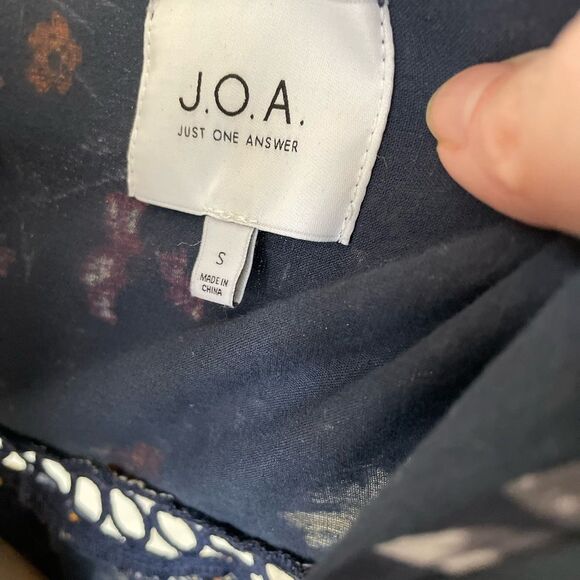 J.O.A.
JUST ONE ANSWER
S
MADE IN
CHINA